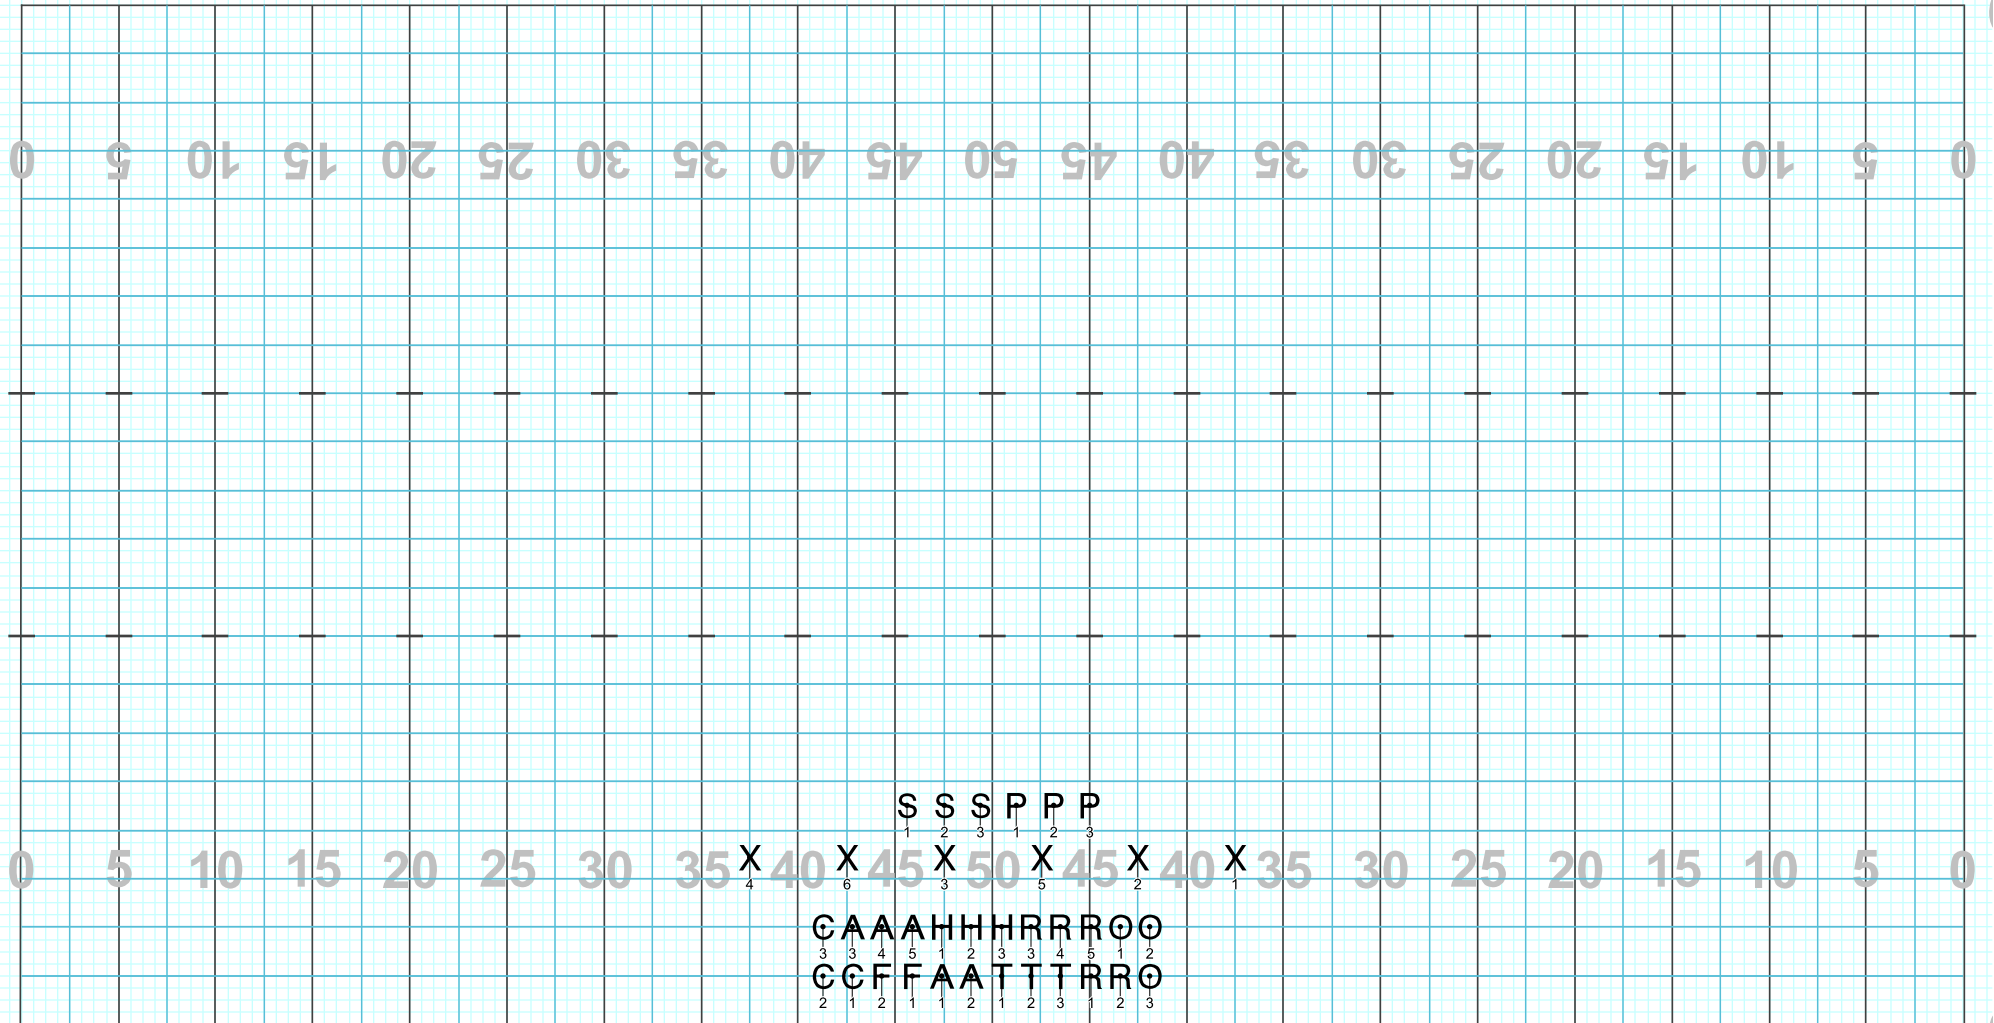 0 5 10 15 20 25 30 35 40 45 50 45 40 35 30 25 20 15 10 5 0
S S S P P P
1 2 3 1 2 3
0 5 10 15 20 25 30 35 40 45 50 45 40 35 30 25 20 15 10 5 0
X X X X X X
4 6 3 5 2 1
C A A A H H H R R R O O
3 3 4 5 1 2 3 3 4 5 1 2
C C F F A A T T T R R O
2 1 2 1 1 2 1 2 3 1 2 3